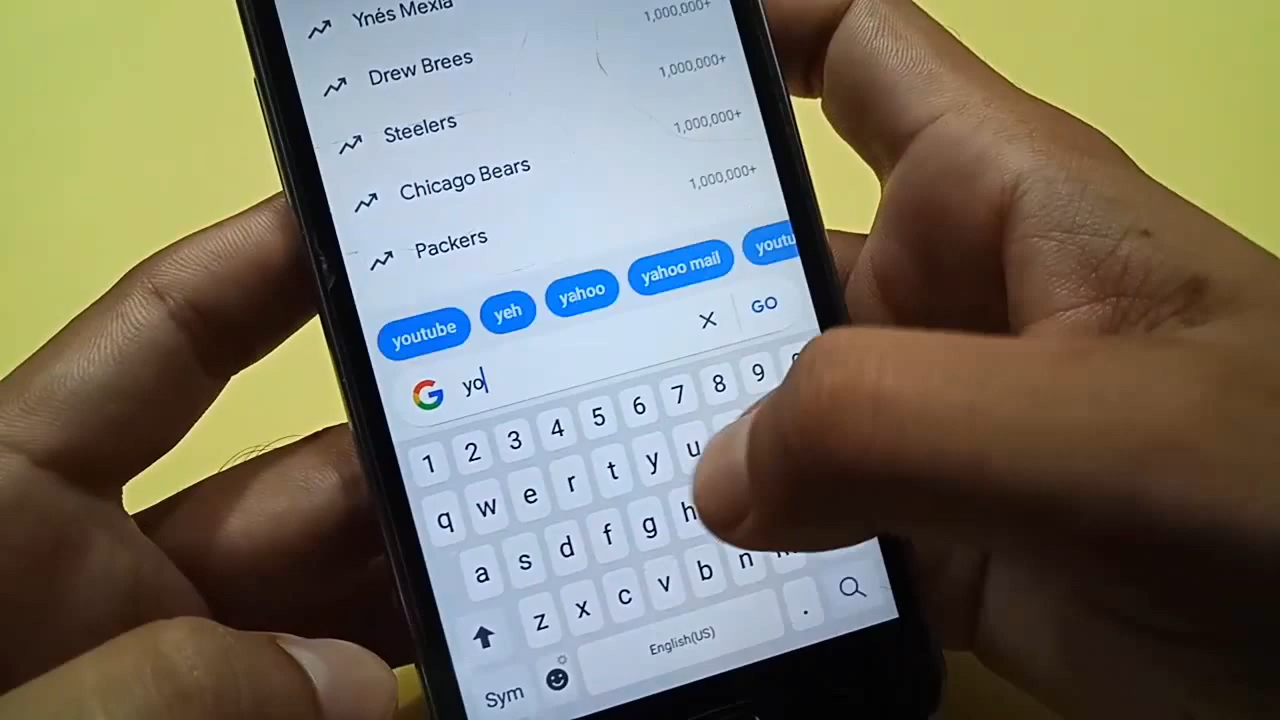 Ynés Mexia 1,000,000+
Drew Brees 1,000,000+
Steelers 1,000,000+
Chicago Bears 1,000,000+
Packers
youtube yeh yahoo yahoo mail youtu
yo GO
1 2 3 4 5 6 7 8 9
q w e r t y u
a s d f g h
z x c v b n
Sym English(US) .